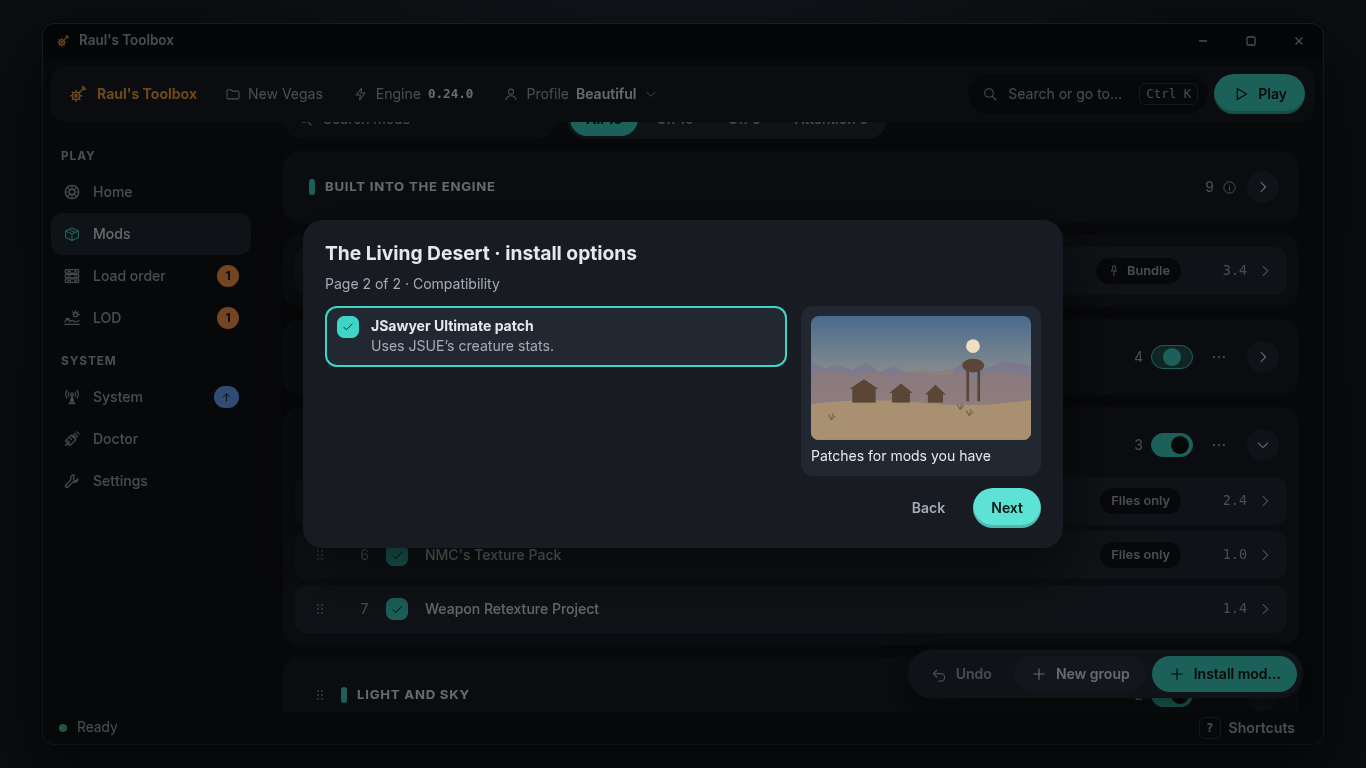 Raul's Toolbox
Raul's Toolbox
New Vegas
Engine 0.24.0
Profile Beautiful
Search or go to...
Ctrl K
Play
PLAY
Home
Mods
Load order 1
LOD 1
SYSTEM
System
Doctor
Settings
BUILT INTO THE ENGINE
9
Bundle 3.4
4
3
Files only 2.4
The Living Desert · install options
Page 2 of 2 · Compatibility
JSawyer Ultimate patch
Uses JSUE's creature stats.
Patches for mods you have
Back
Next
6 NMC's Texture Pack Files only 1.0
7 Weapon Retexture Project 1.4
LIGHT AND SKY
Undo
New group
Install mod...
Ready
? Shortcuts